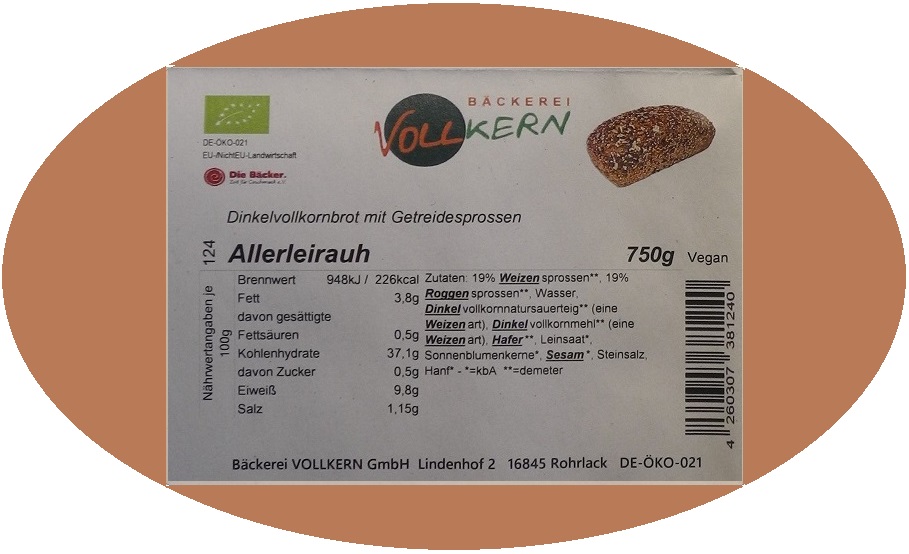 BÄCKEREI
VOLLKERN
DE-ÖKO-021
EU-/NichtEU-Landwirtschaft
Die Bäcker.
Zeit für Geschmack e.V.
Dinkelvollkornbrot mit Getreidesprossen
124
Allerleirauh
750g Vegan
Nährwertangaben je
100g
Brennwert 948kJ / 226kcal
Fett 3,8g
davon gesättigte
Fettsäuren 0,5g
Kohlenhydrate 37,1g
davon Zucker 0,5g
Eiweiß 9,8g
Salz 1,15g
Zutaten: 19% Weizensprossen**, 19%
Roggensprossen**, Wasser,
Dinkelvollkornnatursauerteig** (eine
Weizenart), Dinkelvollkornmehl** (eine
Weizenart), Hafer**, Leinsaat*,
Sonnenblumenkerne*, Sesam*, Steinsalz,
Hanf* - *=kbA **=demeter
4 260307 381240
Bäckerei VOLLKERN GmbH Lindenhof 2 16845 Rohrlack DE-ÖKO-021